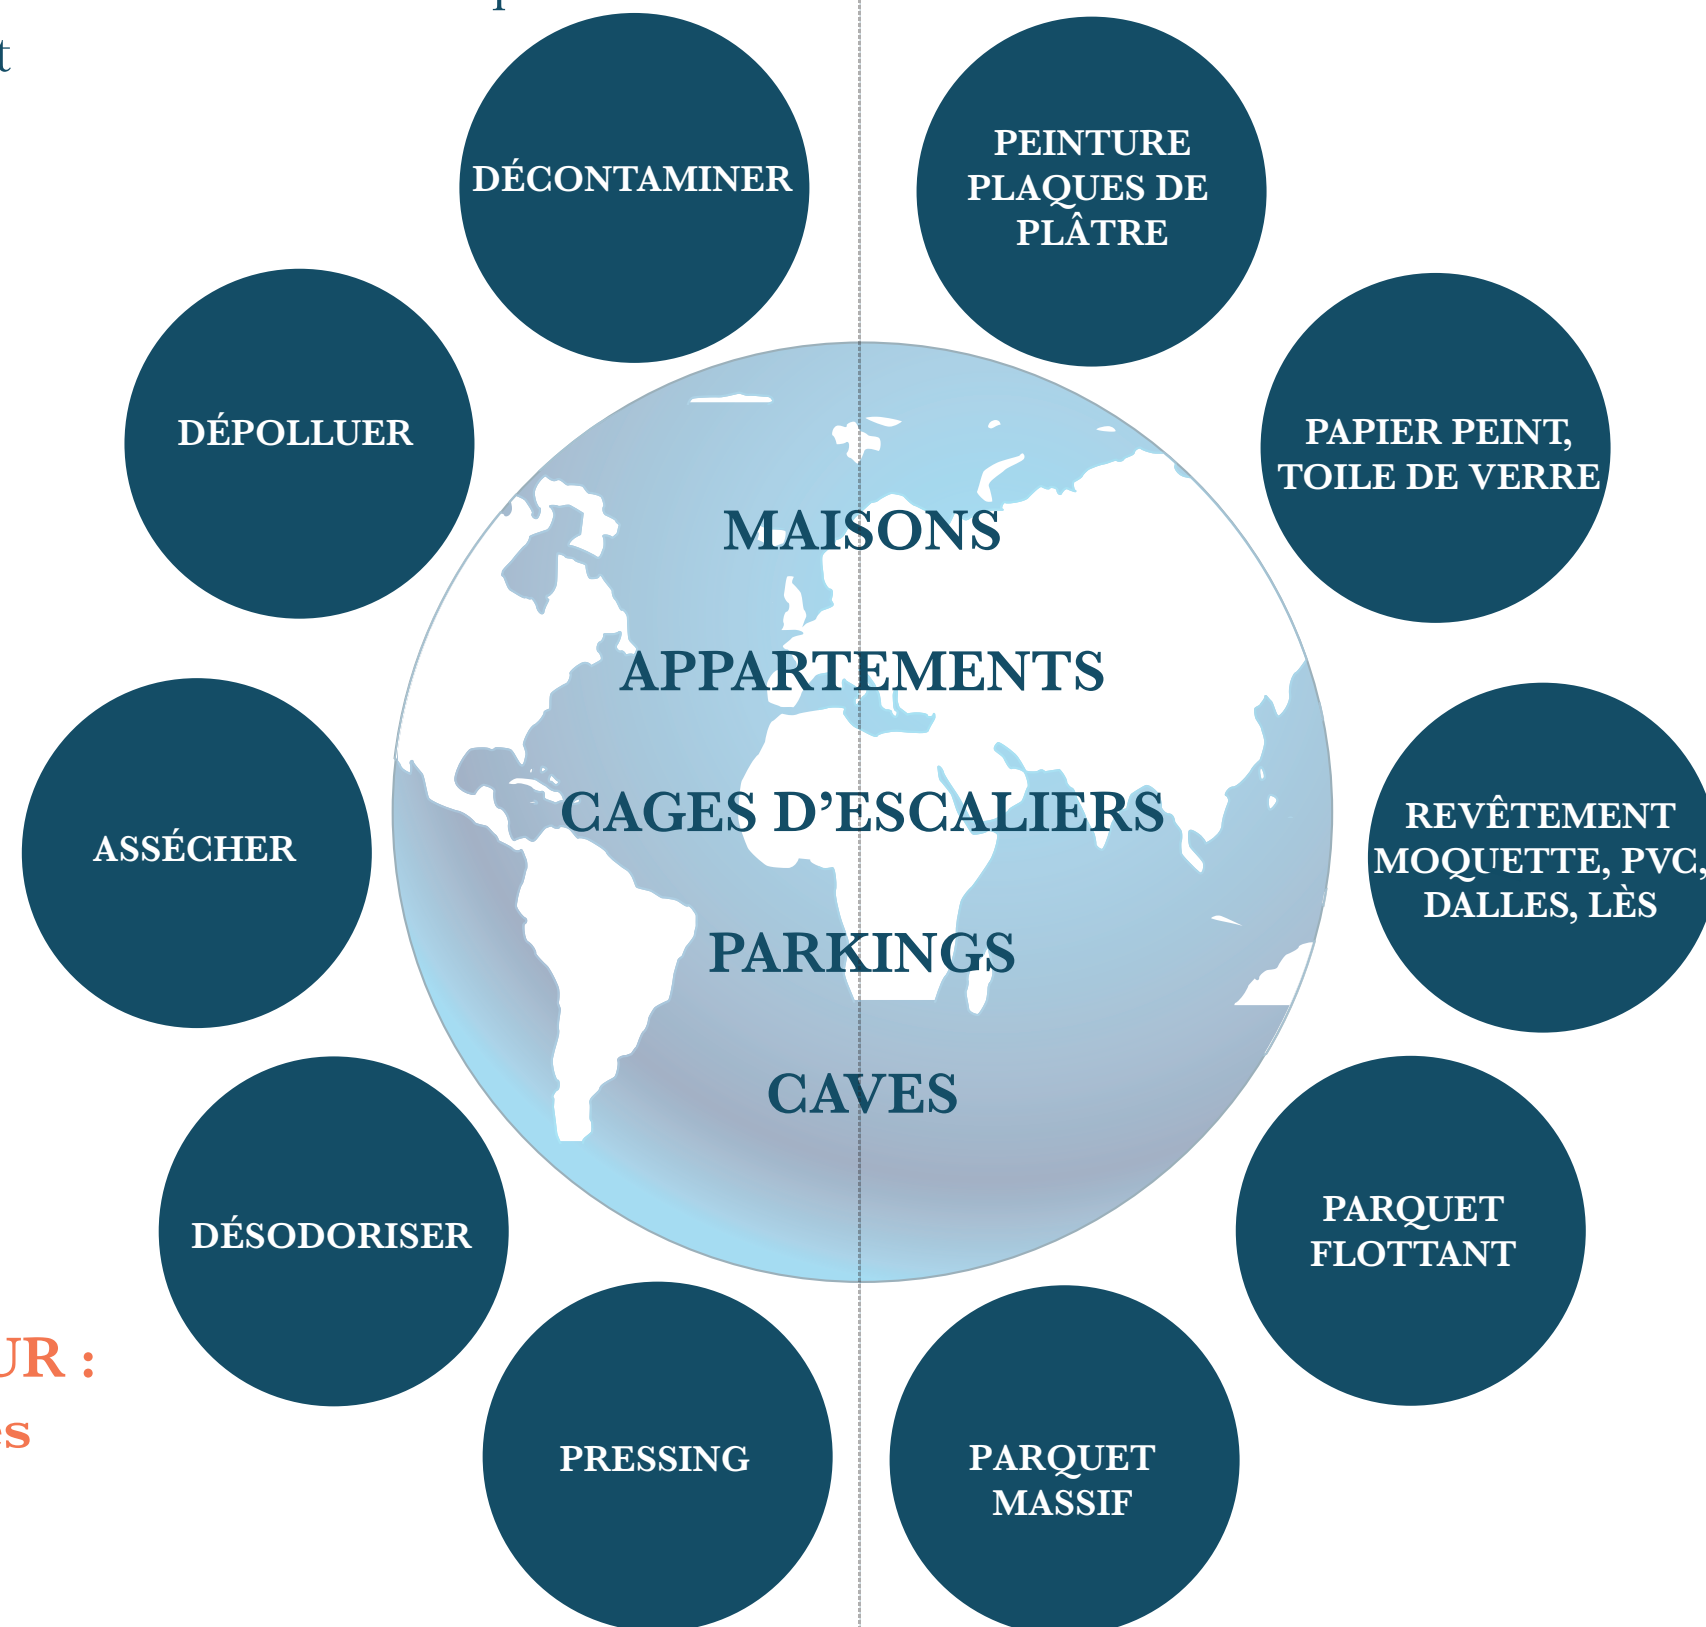 DÉCONTAMINER
DÉPOLLUER
ASSÉCHER
DÉSODORISER
PRESSING
MAISONS
APPARTEMENTS
CAGES D’ESCALIERS
PARKINGS
CAVES
PEINTURE
PLAQUES DE
PLÂTRE
PAPIER PEINT,
TOILE DE VERRE
REVÊTEMENT
MOQUETTE, PVC,
DALLES, LÈS
PARQUET
FLOTTANT
PARQUET
MASSIF